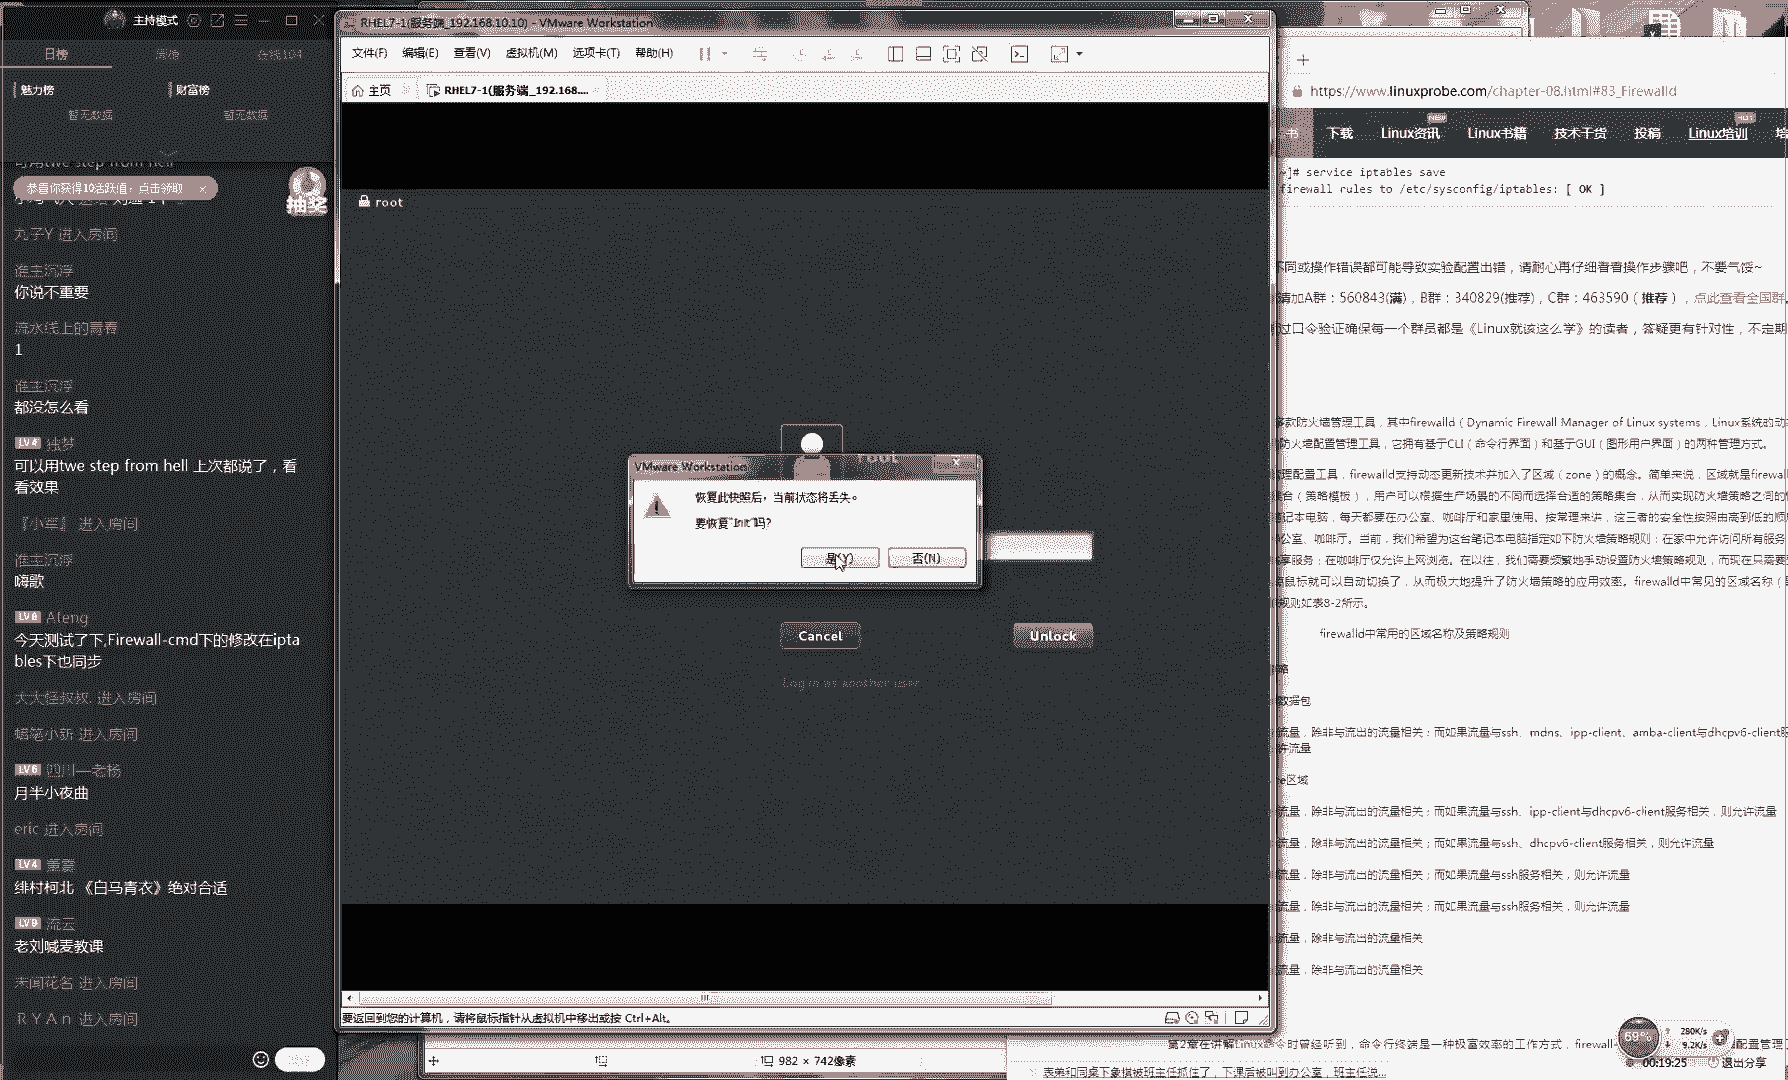 主持模式
日榜
在线104
魅力榜
财富榜
暂无数据
暂无数据
恭喜你获得10活跃值，点击领取
抽奖
丸子Y 进入房间
谁主沉浮
你说不重要
流水线上的青春
1
谁主沉浮
都没怎么看
LV4 独梦
可以用twe step from hell 上次都说了，看
看效果
进入房间
谁主沉浮
嗨歌
LV8 Afeng
今天测试了下,Firewall-cmd下的修改在ipta
bles下也同步
大大怪叔叔. 进入房间
蜡笔小新 进入房间
LV6 四川—老杨
月半小夜曲
eric 进入房间
LV4
绯村柯北 《白马青衣》绝对合适
LV9 流云
老刘喊麦教课
未闻花名 进入房间
R Y A n 进入房间
RHEL7-1(服务端_192.168.10.10) - VMware Workstation
文件(F) 编辑(E) 查看(V) 虚拟机(M) 选项卡(T) 帮助(H)
主页
RHEL7-1(服务端_192.168....
root
VMware Workstation
恢复此快照后，当前状态将丢失。
要恢复"Init"吗?
是(Y)
否(N)
Cancel
Unlock
Log in as another user
要返回到您的计算机，请将鼠标指针从虚拟机中移出或按 Ctrl+Alt。
982 × 742像素
https://www.linuxprobe.com/chapter-08.html#83_Firewalld
书
下载
Linux资讯
NEW
Linux书籍
技术干货
投稿
Linux培训
HOT
~]# service iptables save
firewall rules to /etc/sysconfig/iptables: [ OK ]
不同或操作错误都可能导致实验配置出错，请耐心再仔细看看操作步骤吧，不要气馁~
请加A群：560843(满)，B群：340829(推荐)，C群：463590（推荐），点此查看全国群
过口令验证确保每一个群员都是《Linux就该这么学》的读者，答疑更有针对性，不定期
多款防火墙管理工具，其中firewalld（Dynamic Firewall Manager of Linux systems，Linux系统的动
防火墙配置管理工具，它拥有基于CLI（命令行界面）和基于GUI（图形用户界面）的两种管理方式。
管理配置工具，firewalld支持动态更新技术并加入了区域（zone）的概念。简单来说，区域就是firewal
集合（策略模板），用户可以根据生产场景的不同而选择合适的策略集合，从而实现防火墙策略之间的
笔记本电脑，每天都要在办公室、咖啡厅和家里使用。按常理来讲，这三者的安全性按照由高到低的顺
公室、咖啡厅。当前，我们希望为这台笔记本电脑指定如下防火墙策略规则：在家中允许访问所有服务
享服务；在咖啡厅仅允许上网浏览。在以往，我们需要频繁地手动设置防火墙策略规则，而现在只需要
鼠标就可以自动切换了，从而极大地提升了防火墙策略的应用效率。firewalld中常见的区域名称（
规则如表8-2所示。
firewalld中常用的区域名称及策略规则
数据包
流量，除非与流出的流量相关；而如果流量与ssh、mdns、ipp-client、amba-client与dhcpv6-client服
许流量
区域
流量，除非与流出的流量相关；而如果流量与ssh、ipp-client与dhcpv6-client服务相关，则允许流量
流量，除非与流出的流量相关；而如果流量与ssh、dhcpv6-client服务相关，则允许流量
流量，除非与流出的流量相关；而如果流量与ssh服务相关，则允许流量
流量，除非与流出的流量相关；而如果流量与ssh服务相关，则允许流量
流量，除非与流出的流量相关
流量，除非与流出的流量相关
第2章在讲解Linux命令时曾经听到，命令行终端是一种极富效率的工作方式，firewall-
配置管理
表弟和同桌下象棋被班主任抓住了，下课后被叫到办公室，班主任说...
69%
280K/s
9.2K/s
00:19:25
退出分享